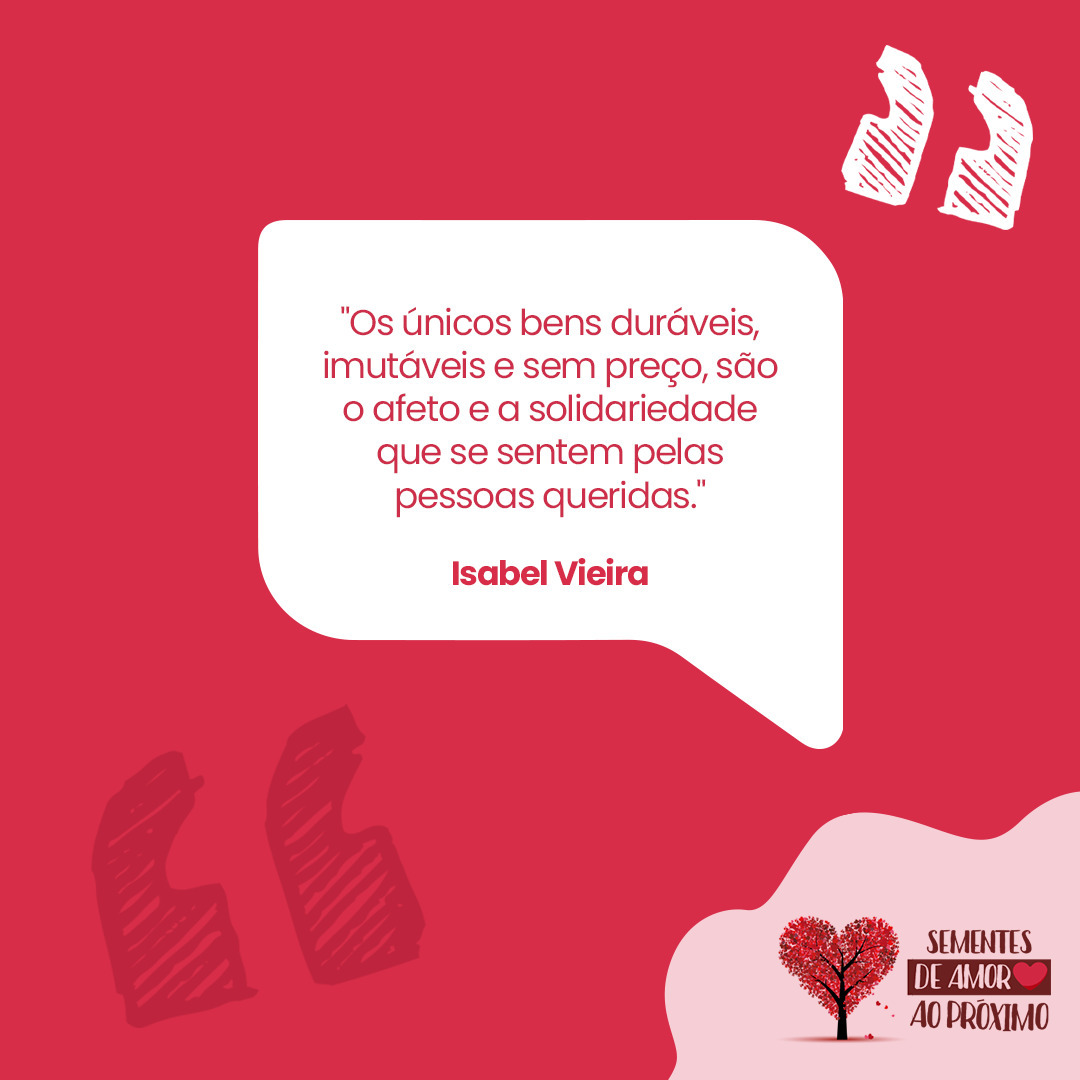 "Os únicos bens duráveis,
imutáveis e sem preço, são
o afeto e a solidariedade
que se sentem pelas
pessoas queridas."
Isabel Vieira
SEMENTES
DE AMOR
AO PRÓXIMO